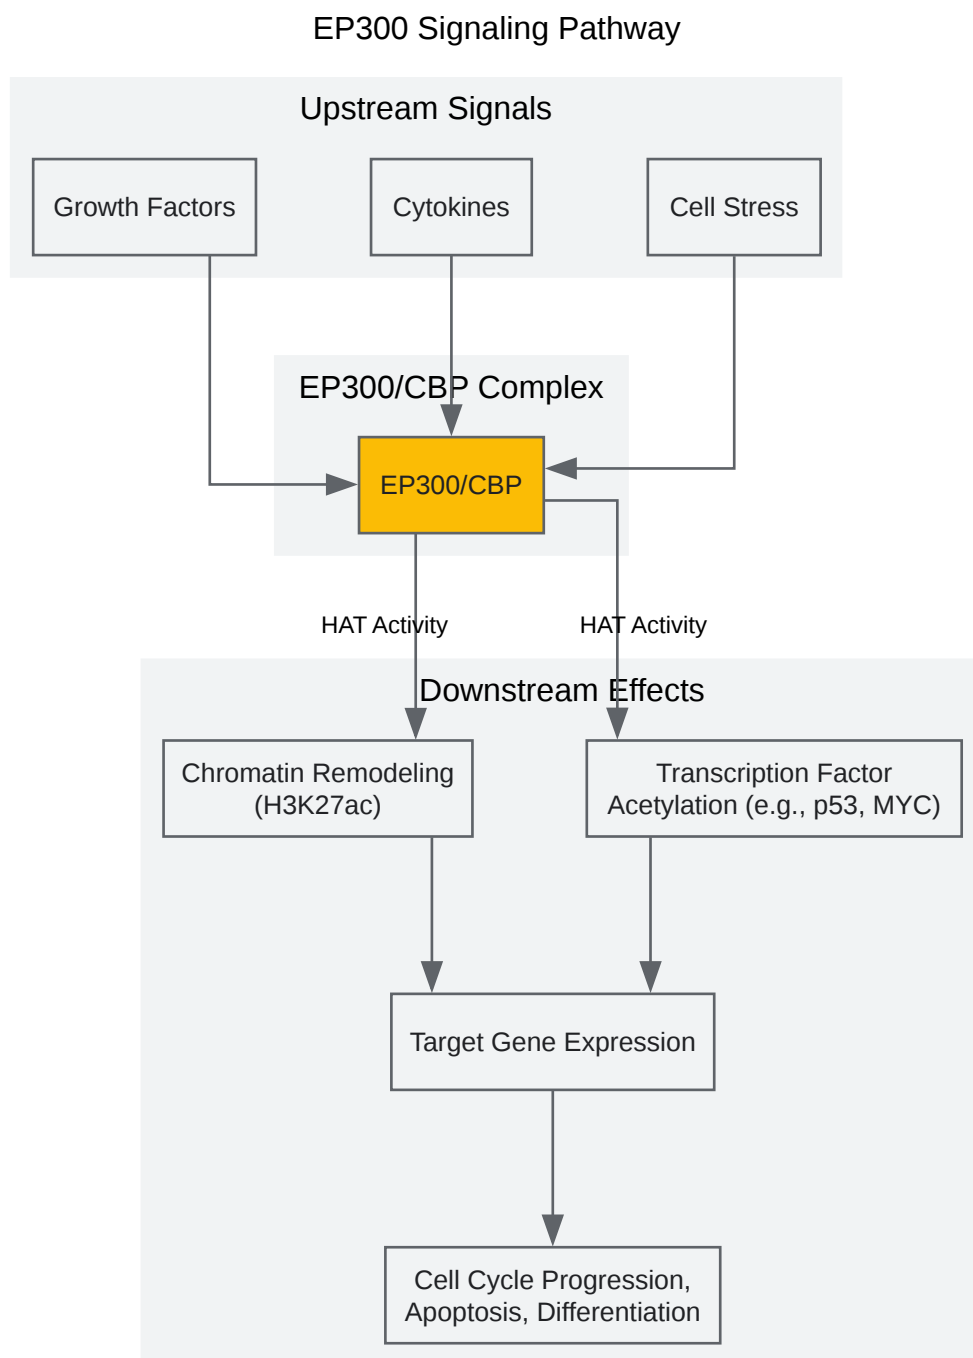 EP300 Signaling Pathway
Upstream Signals
Growth Factors
Cytokines
Cell Stress
EP300/CBP Complex
EP300/CBP
HAT Activity
HAT Activity
Downstream Effects
Chromatin Remodeling
(H3K27ac)
Transcription Factor
Acetylation (e.g., p53, MYC)
Target Gene Expression
Cell Cycle Progression,
Apoptosis, Differentiation